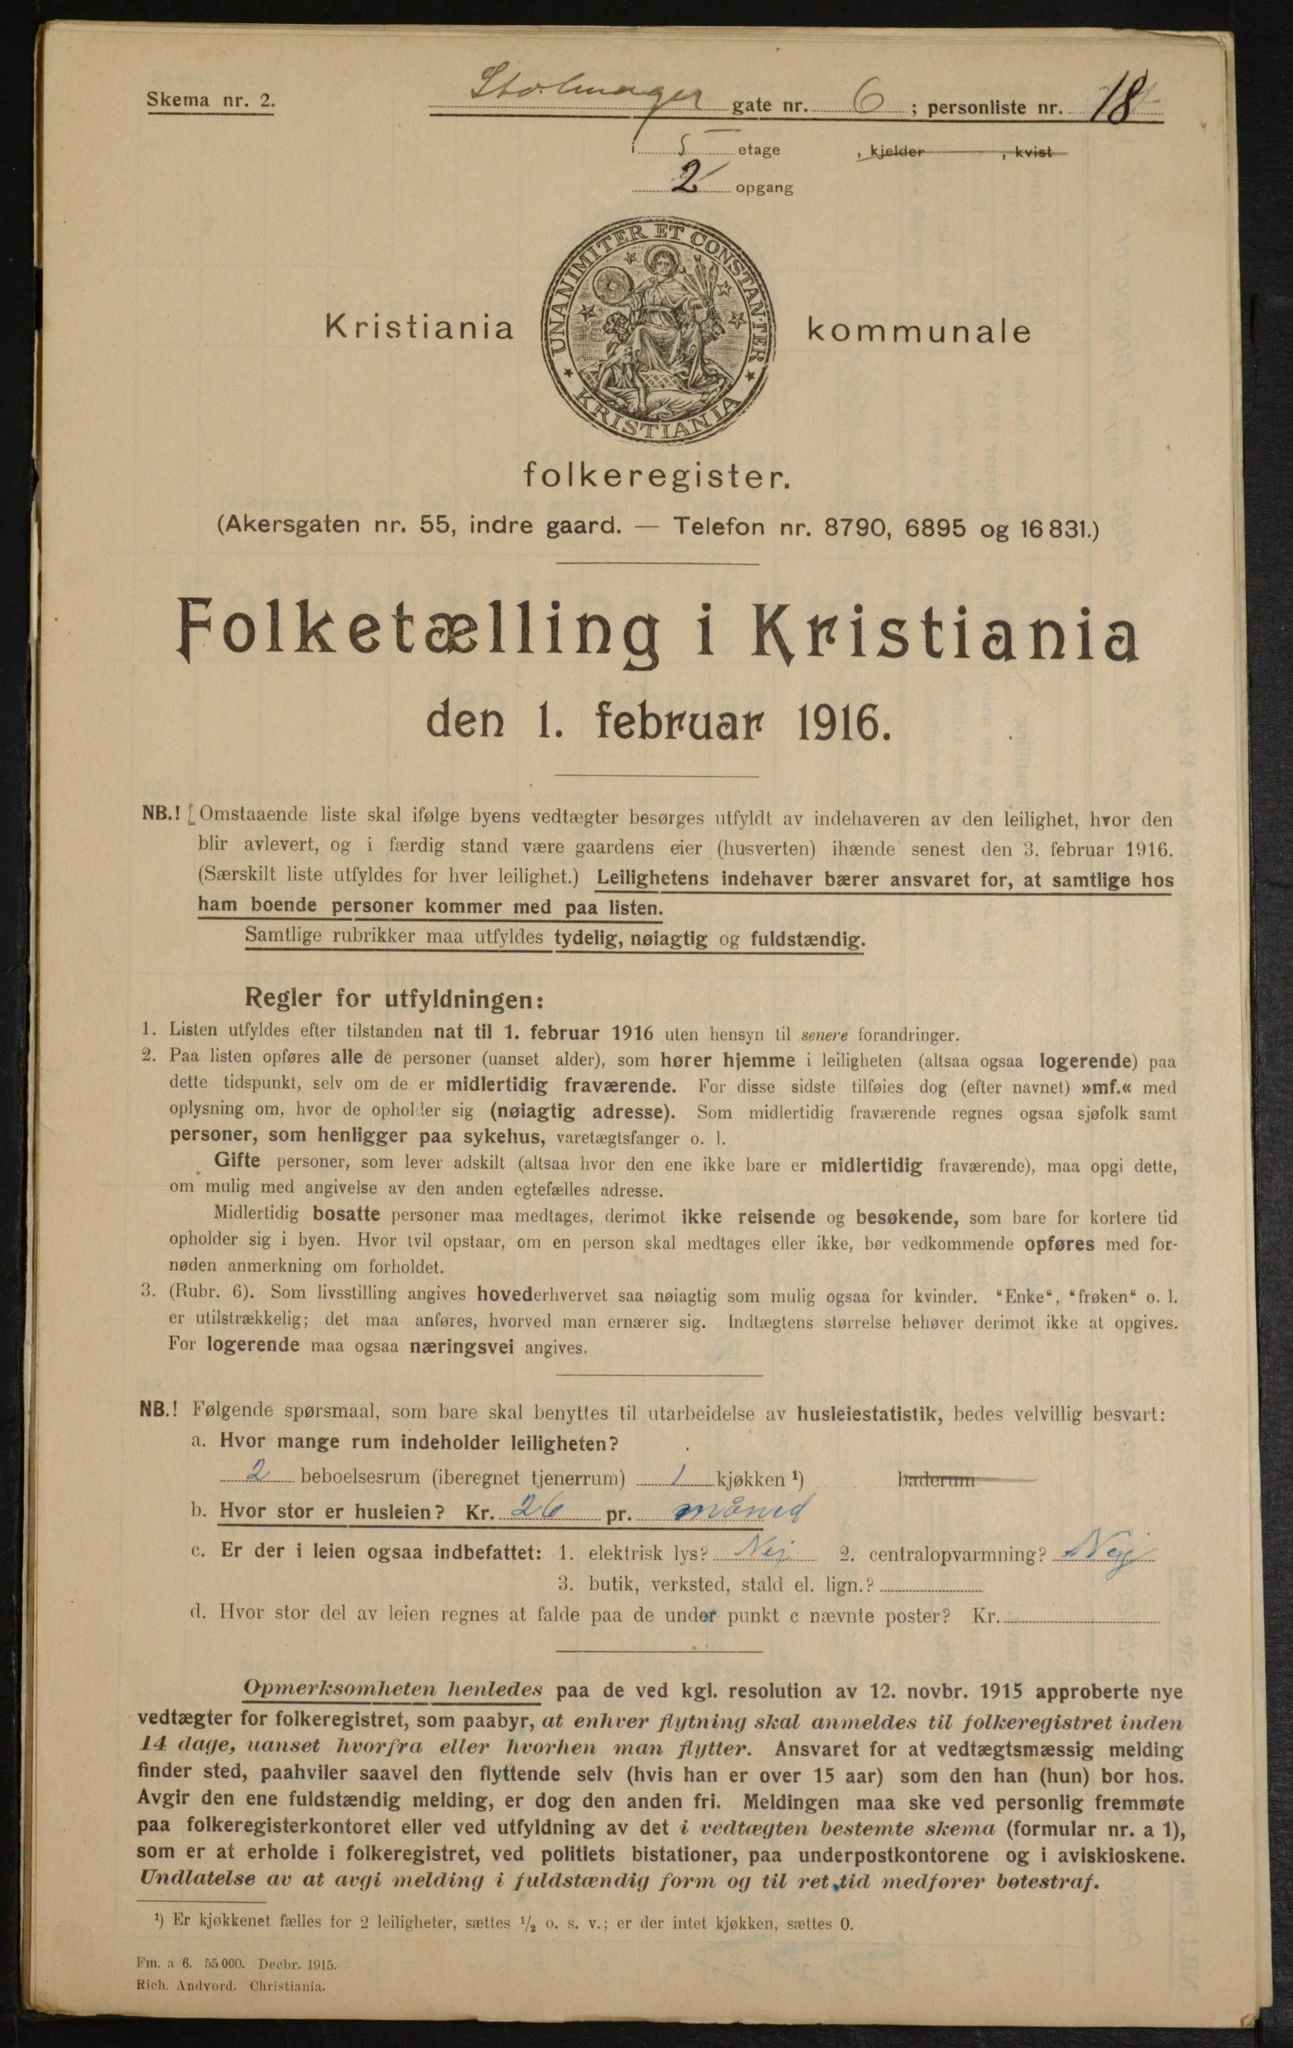 Skema nr. 2.
Stolmager gate nr. 6 ; personliste nr. 18
i 5 etage , kjelder , kvist
2 opgang
UNANIMITER ET CONSTANTER
KRISTIANIA
Kristiania kommunale
folkeregister.
(Akersgaten nr. 55, indre gaard. — Telefon nr. 8790, 6895 og 16 831.)
Folketælling i Kristiania
den 1. februar 1916.
NB.! [Omstaaende liste skal ifølge byens vedtægter besørges utfyldt av indehaveren av den leilighet, hvor den
blir avlevert, og i færdig stand være gaardens eier (husverten) ihænde senest den 3. februar 1916.
(Særskilt liste utfyldes for hver leilighet.) Leilighetens indehaver bærer ansvaret for, at samtlige hos
ham boende personer kommer med paa listen.
Samtlige rubrikker maa utfyldes tydelig, nøiagtig og fuldstændig.
Regler for utfyldningen:
1. Listen utfyldes efter tilstanden nat til 1. februar 1916 uten hensyn til senere forandringer.
2. Paa listen opføres alle de personer (uanset alder), som hører hjemme i leiligheten (altsaa ogsaa logerende) paa
dette tidspunkt, selv om de er midlertidig fraværende. For disse sidste tilføies dog (efter navnet) »mf.« med
oplysning om, hvor de opholder sig (nøiagtig adresse). Som midlertidig fraværende regnes ogsaa sjøfolk samt
personer, som henligger paa sykehus, varetægtsfanger o. l.
Gifte personer, som lever adskilt (altsaa hvor den ene ikke bare er midlertidig fraværende), maa opgi dette,
om mulig med angivelse av den anden egtefælles adresse.
Midlertidig bosatte personer maa medtages, derimot ikke reisende og besøkende, som bare for kortere tid
opholder sig i byen. Hvor tvil opstaar, om en person skal medtages eller ikke, bør vedkommende opføres med for-
nøden anmerkning om forholdet.
3. (Rubr. 6). Som livsstilling angives hovederhvervet saa nøiagtig som mulig ogsaa for kvinder. "Enke", "frøken" o. l.
er utilstrækkelig; det maa anføres, hvorved man ernærer sig. Indtægtens størrelse behøver derimot ikke at opgives.
For logerende maa ogsaa næringsvei angives.
NB.! Følgende spørsmaal, som bare skal benyttes til utarbeidelse av husleiestatistik, bedes velvillig besvart:
a. Hvor mange rum indeholder leiligheten?
2 beboelsesrum (iberegnet tjenerrum) 1 kjøkken ¹) baderum
b. Hvor stor er husleien? Kr. 26 pr. måned
c. Er der i leien ogsaa indbefattet: 1. elektrisk lys? Nej 2. centralopvarmning? Nej
3. butik, verksted, stald el. lign.?
d. Hvor stor del av leien regnes at falde paa de under punkt c nævnte poster? Kr.
Opmerksomheten henledes paa de ved kgl. resolution av 12. novbr. 1915 approberte nye
vedtægter for folkeregistret, som paabyr, at enhver flytning skal anmeldes til folkeregistret inden
14 dage, uanset hvorfra eller hvorhen man flytter. Ansvaret for at vedtægtsmæssig melding
finder sted, paahviler saavel den flyttende selv (hvis han er over 15 aar) som den han (hun) bor hos.
Avgir den ene fuldstændig melding, er dog den anden fri. Meldingen maa ske ved personlig fremmøte
paa folkeregisterkontoret eller ved utfyldning av det i vedtægten bestemte skema (formular nr. a 1),
som er at erholde i folkeregistret, ved politiets bistationer, paa underpostkontorene og i aviskioskene.
Undlatelse av at avgi melding i fuldstændig form og til ret tid medfører bøtestraf.
¹) Er kjøkkenet fælles for 2 leiligheter, sættes ½ o. s. v.; er der intet kjøkken, sættes 0.
Fm. a 6. 55 000. Decbr. 1915.
Rich. Andvord. Christiania.